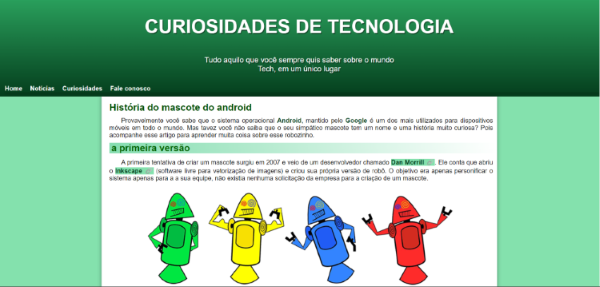 CURIOSIDADES DE TECNOLOGIA
Tudo aquilo que você sempre quis saber sobre o mundo
Tech, em um único lugar
Home Notícias Curiosidades Fale conosco
História do mascote do android
Provavelmente você sabe que o sistema operacional Android, mantido pelo Google é um dos mais utilizados para dispositivos
móveis em todo o mundo. Mas tavez você não saiba que o seu simpático mascote tem um nome e uma história muito curiosa? Pois
acompanhe esse artigo para aprender muita coisa sobre esse robozinho.
a primeira versão
A primeira tentativa de criar um mascote surgiu em 2007 e veio de um desenvolvedor chamado Dan Morrill. Ele conta que abriu
o Inkscape (software livre para vetorização de imagens) e criou sua própria versão de robô. O objetivo era apenas personificar o
sistema apenas para a a sua equipe, não existia nenhuma solicitação da empresa para a criação de um mascote.